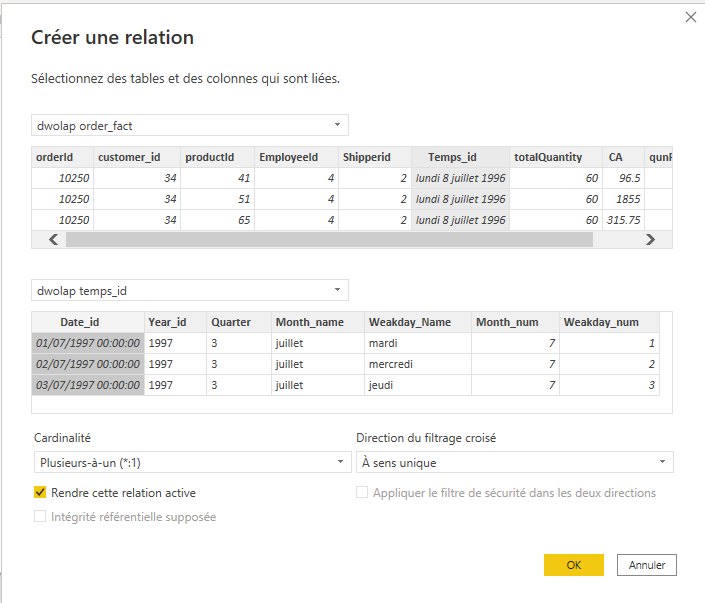 Créer une relation
Sélectionnez des tables et des colonnes qui sont liées.
dwolap order_fact
orderId customer_id productId EmployeeId Shipperid Temps_id totalQuantity CA qunP
10250 34 41 4 2 lundi 8 juillet 1996 60 96.5
10250 34 51 4 2 lundi 8 juillet 1996 60 1855
10250 34 65 4 2 lundi 8 juillet 1996 60 315.75
dwolap temps_id
Date_id Year_id Quarter Month_name Weakday_Name Month_num Weakday_num
01/07/1997 00:00:00 1997 3 juillet mardi 7 1
02/07/1997 00:00:00 1997 3 juillet mercredi 7 2
03/07/1997 00:00:00 1997 3 juillet jeudi 7 3
Cardinalité Direction du filtrage croisé
Plusieurs-à-un (*:1) À sens unique
Rendre cette relation active Appliquer le filtre de sécurité dans les deux directions
Intégrité référentielle supposée
OK Annuler